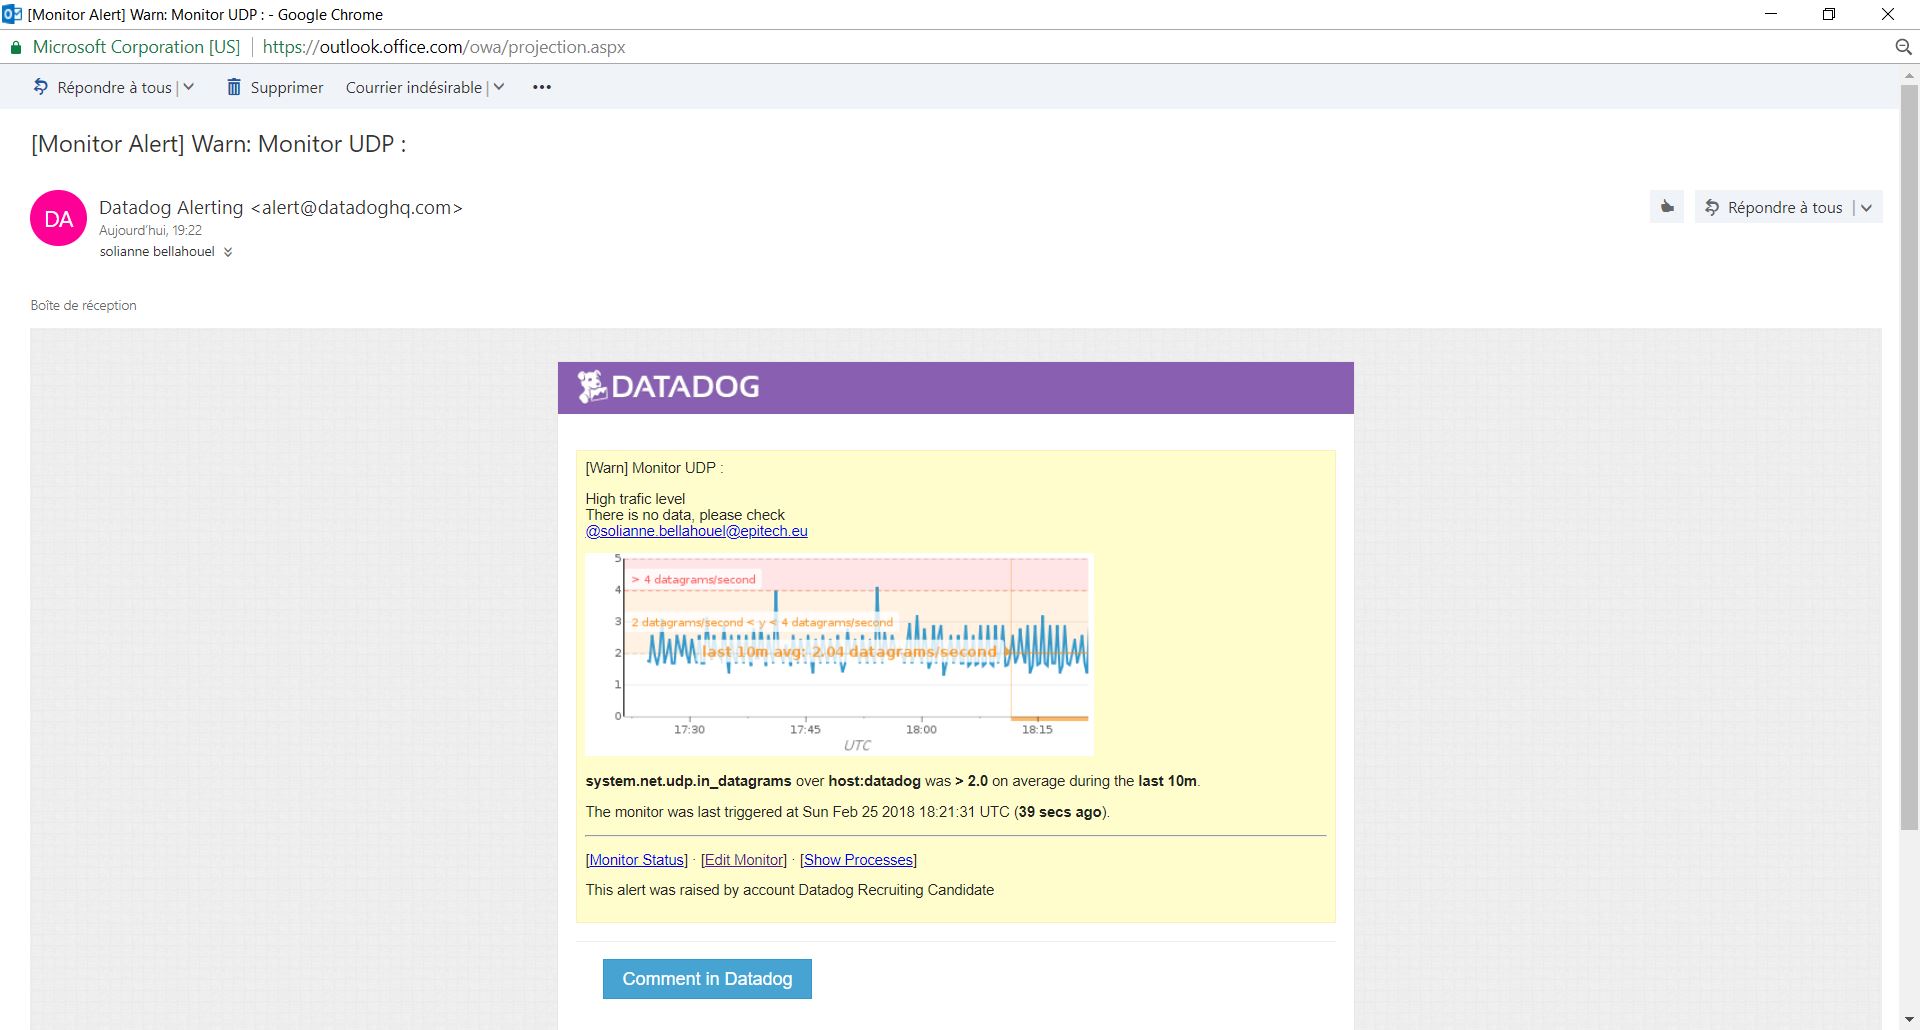 [Monitor Alert] Warn: Monitor UDP : - Google Chrome
Microsoft Corporation [US] https://outlook.office.com/owa/projection.aspx
Répondre à tous Supprimer Courrier indésirable
[Monitor Alert] Warn: Monitor UDP :
DA
Datadog Alerting <alert@datadoghq.com>
Aujourd'hui, 19:22
solianne bellahouel
Répondre à tous
Boîte de réception
DATADOG
[Warn] Monitor UDP :
High trafic level
There is no data, please check
@solianne.bellahouel@epitech.eu
5
> 4 datagrams/second
4
3
2 datagrams/second < y < 4 datagrams/second
2
last 10m avg: 2.04 datagrams/second
1
0
17:30 17:45 18:00 18:15
UTC
system.net.udp.in_datagrams over host:datadog was > 2.0 on average during the last 10m.
The monitor was last triggered at Sun Feb 25 2018 18:21:31 UTC (39 secs ago).
[Monitor Status] · [Edit Monitor] · [Show Processes]
This alert was raised by account Datadog Recruiting Candidate
Comment in Datadog